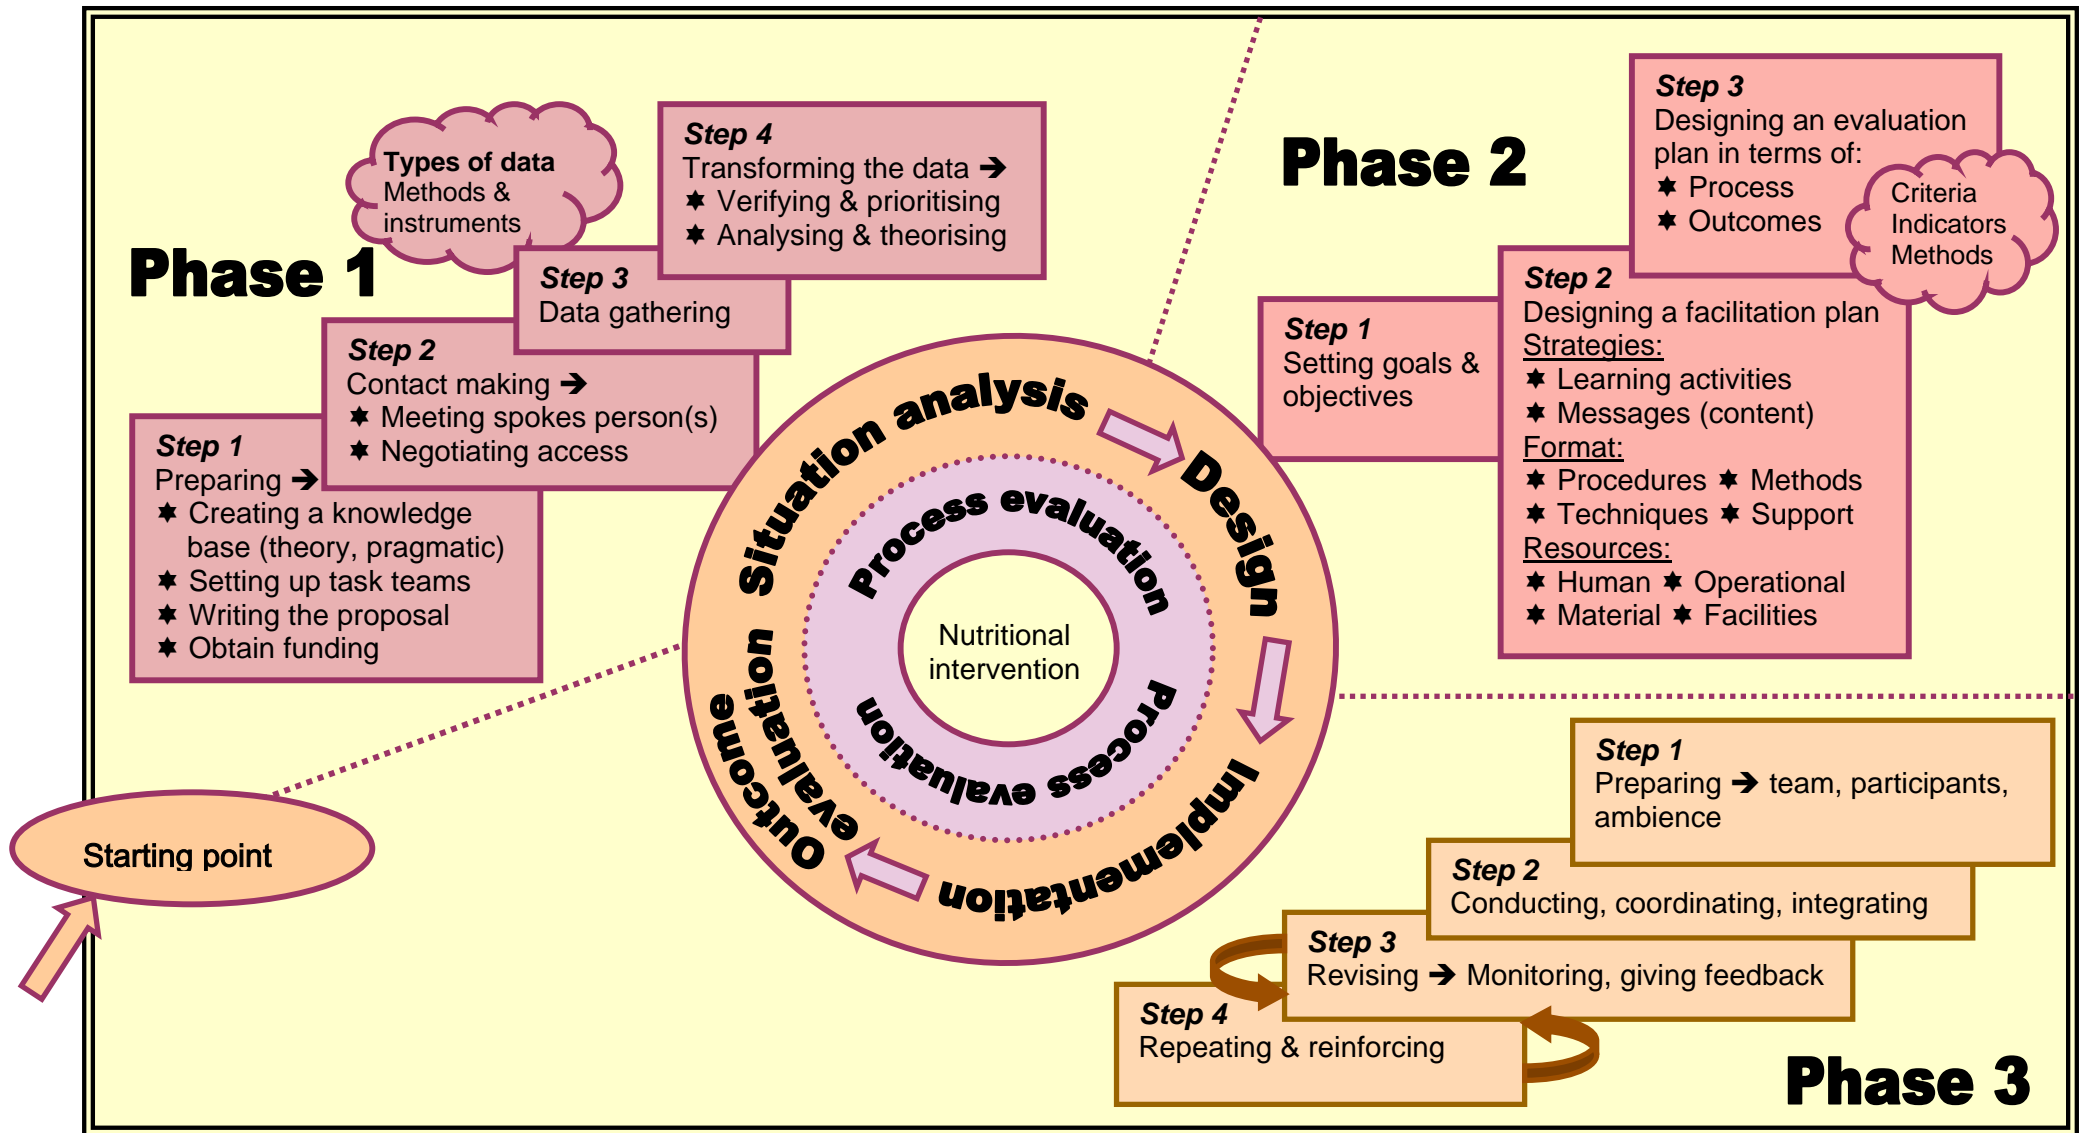 Phase 1
Step 1
Preparing ➔
✶ Creating a knowledge
base (theory, pragmatic)
✶ Setting up task teams
✶ Writing the proposal
✶ Obtain funding
Step 2
Contact making ➔
✶ Meeting spokes person(s)
✶ Negotiating access
Types of data
Methods &
instruments
Step 3
Data gathering
Step 4
Transforming the data ➔
✶ Verifying & prioritising
✶ Analysing & theorising
Phase 2
Step 1
Setting goals &
objectives
Step 2
Designing a facilitation plan
Strategies:
✶ Learning activities
✶ Messages (content)
Format:
✶ Procedures ✶ Methods
✶ Techniques ✶ Support
Resources:
✶ Human ✶ Operational
✶ Material ✶ Facilities
Step 3
Designing an evaluation
plan in terms of:
✶ Process
✶ Outcomes
Criteria
Indicators
Methods
Situation analysis
Design
Implementation
Outcome
evaluation
Process evaluation
Process evaluation
Nutritional
intervention
Starting point
Step 1
Preparing ➔ team, participants,
ambience
Step 2
Conducting, coordinating, integrating
Step 3
Revising ➔ Monitoring, giving feedback
Step 4
Repeating & reinforcing
Phase 3